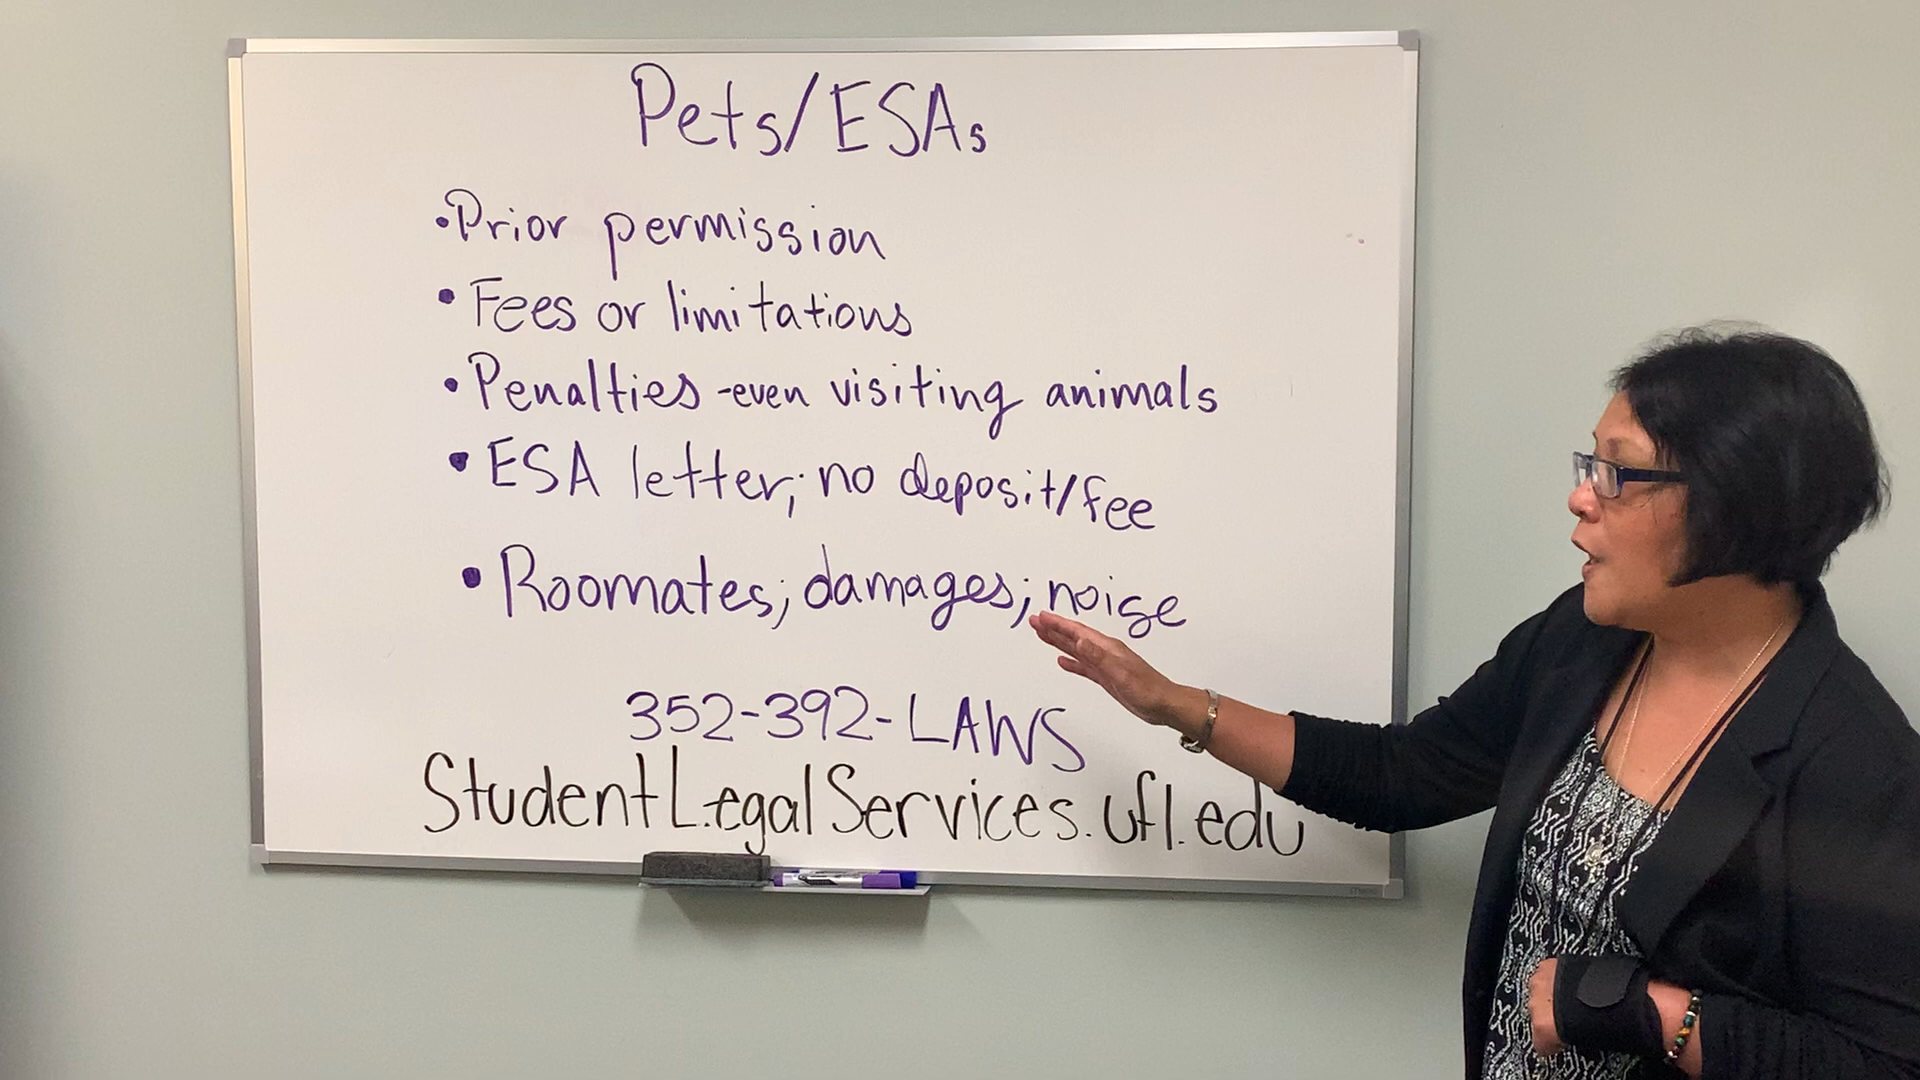 Pets/ESAs
•Prior permission
• Fees or limitations
• Penalties -even visiting animals
• ESA letter; no deposit/fee
• Roomates; damages; noise
352-392-LAWS
StudentLegalServices.ufl.edu